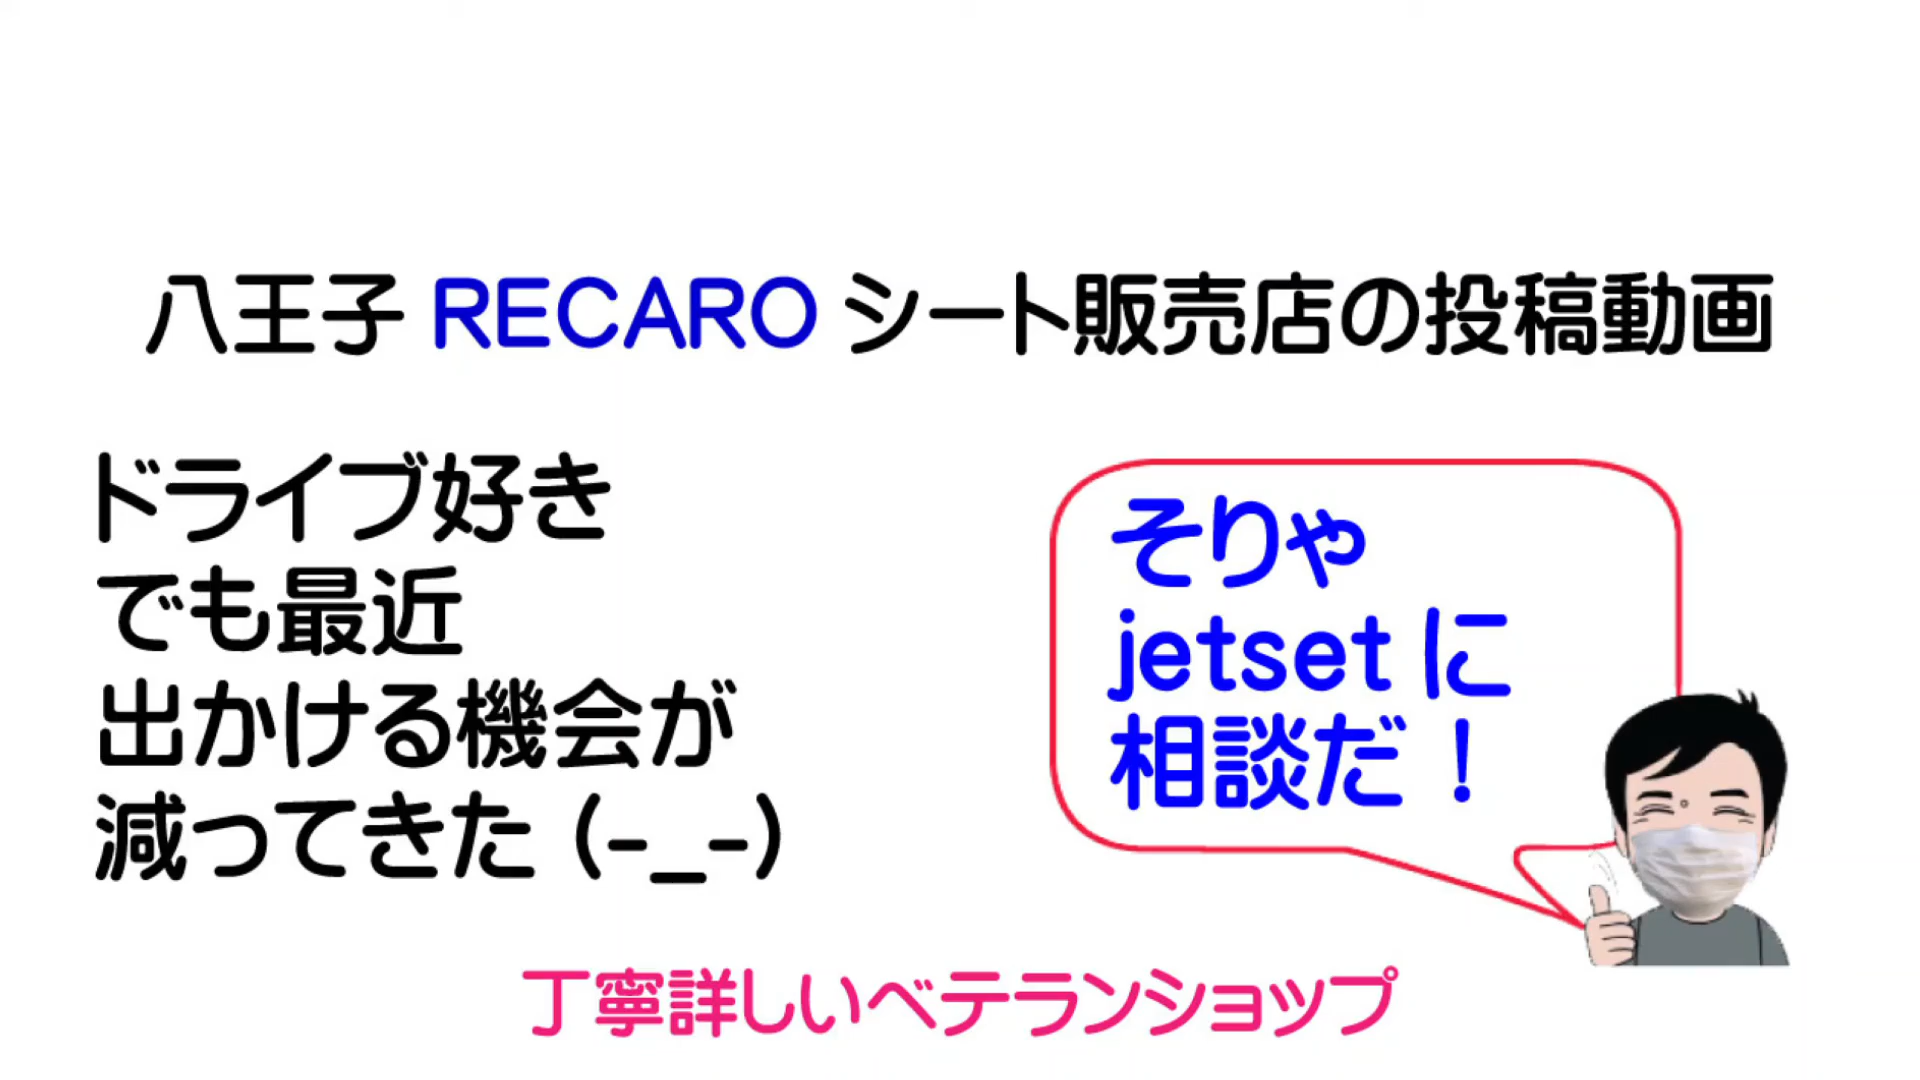 八王子 RECARO シート販売店の投稿動画
ドライブ好き
でも最近
出かける機会が
減ってきた (-_-)
そりゃ
jetset に
相談だ！
丁寧詳しいベテランショップ